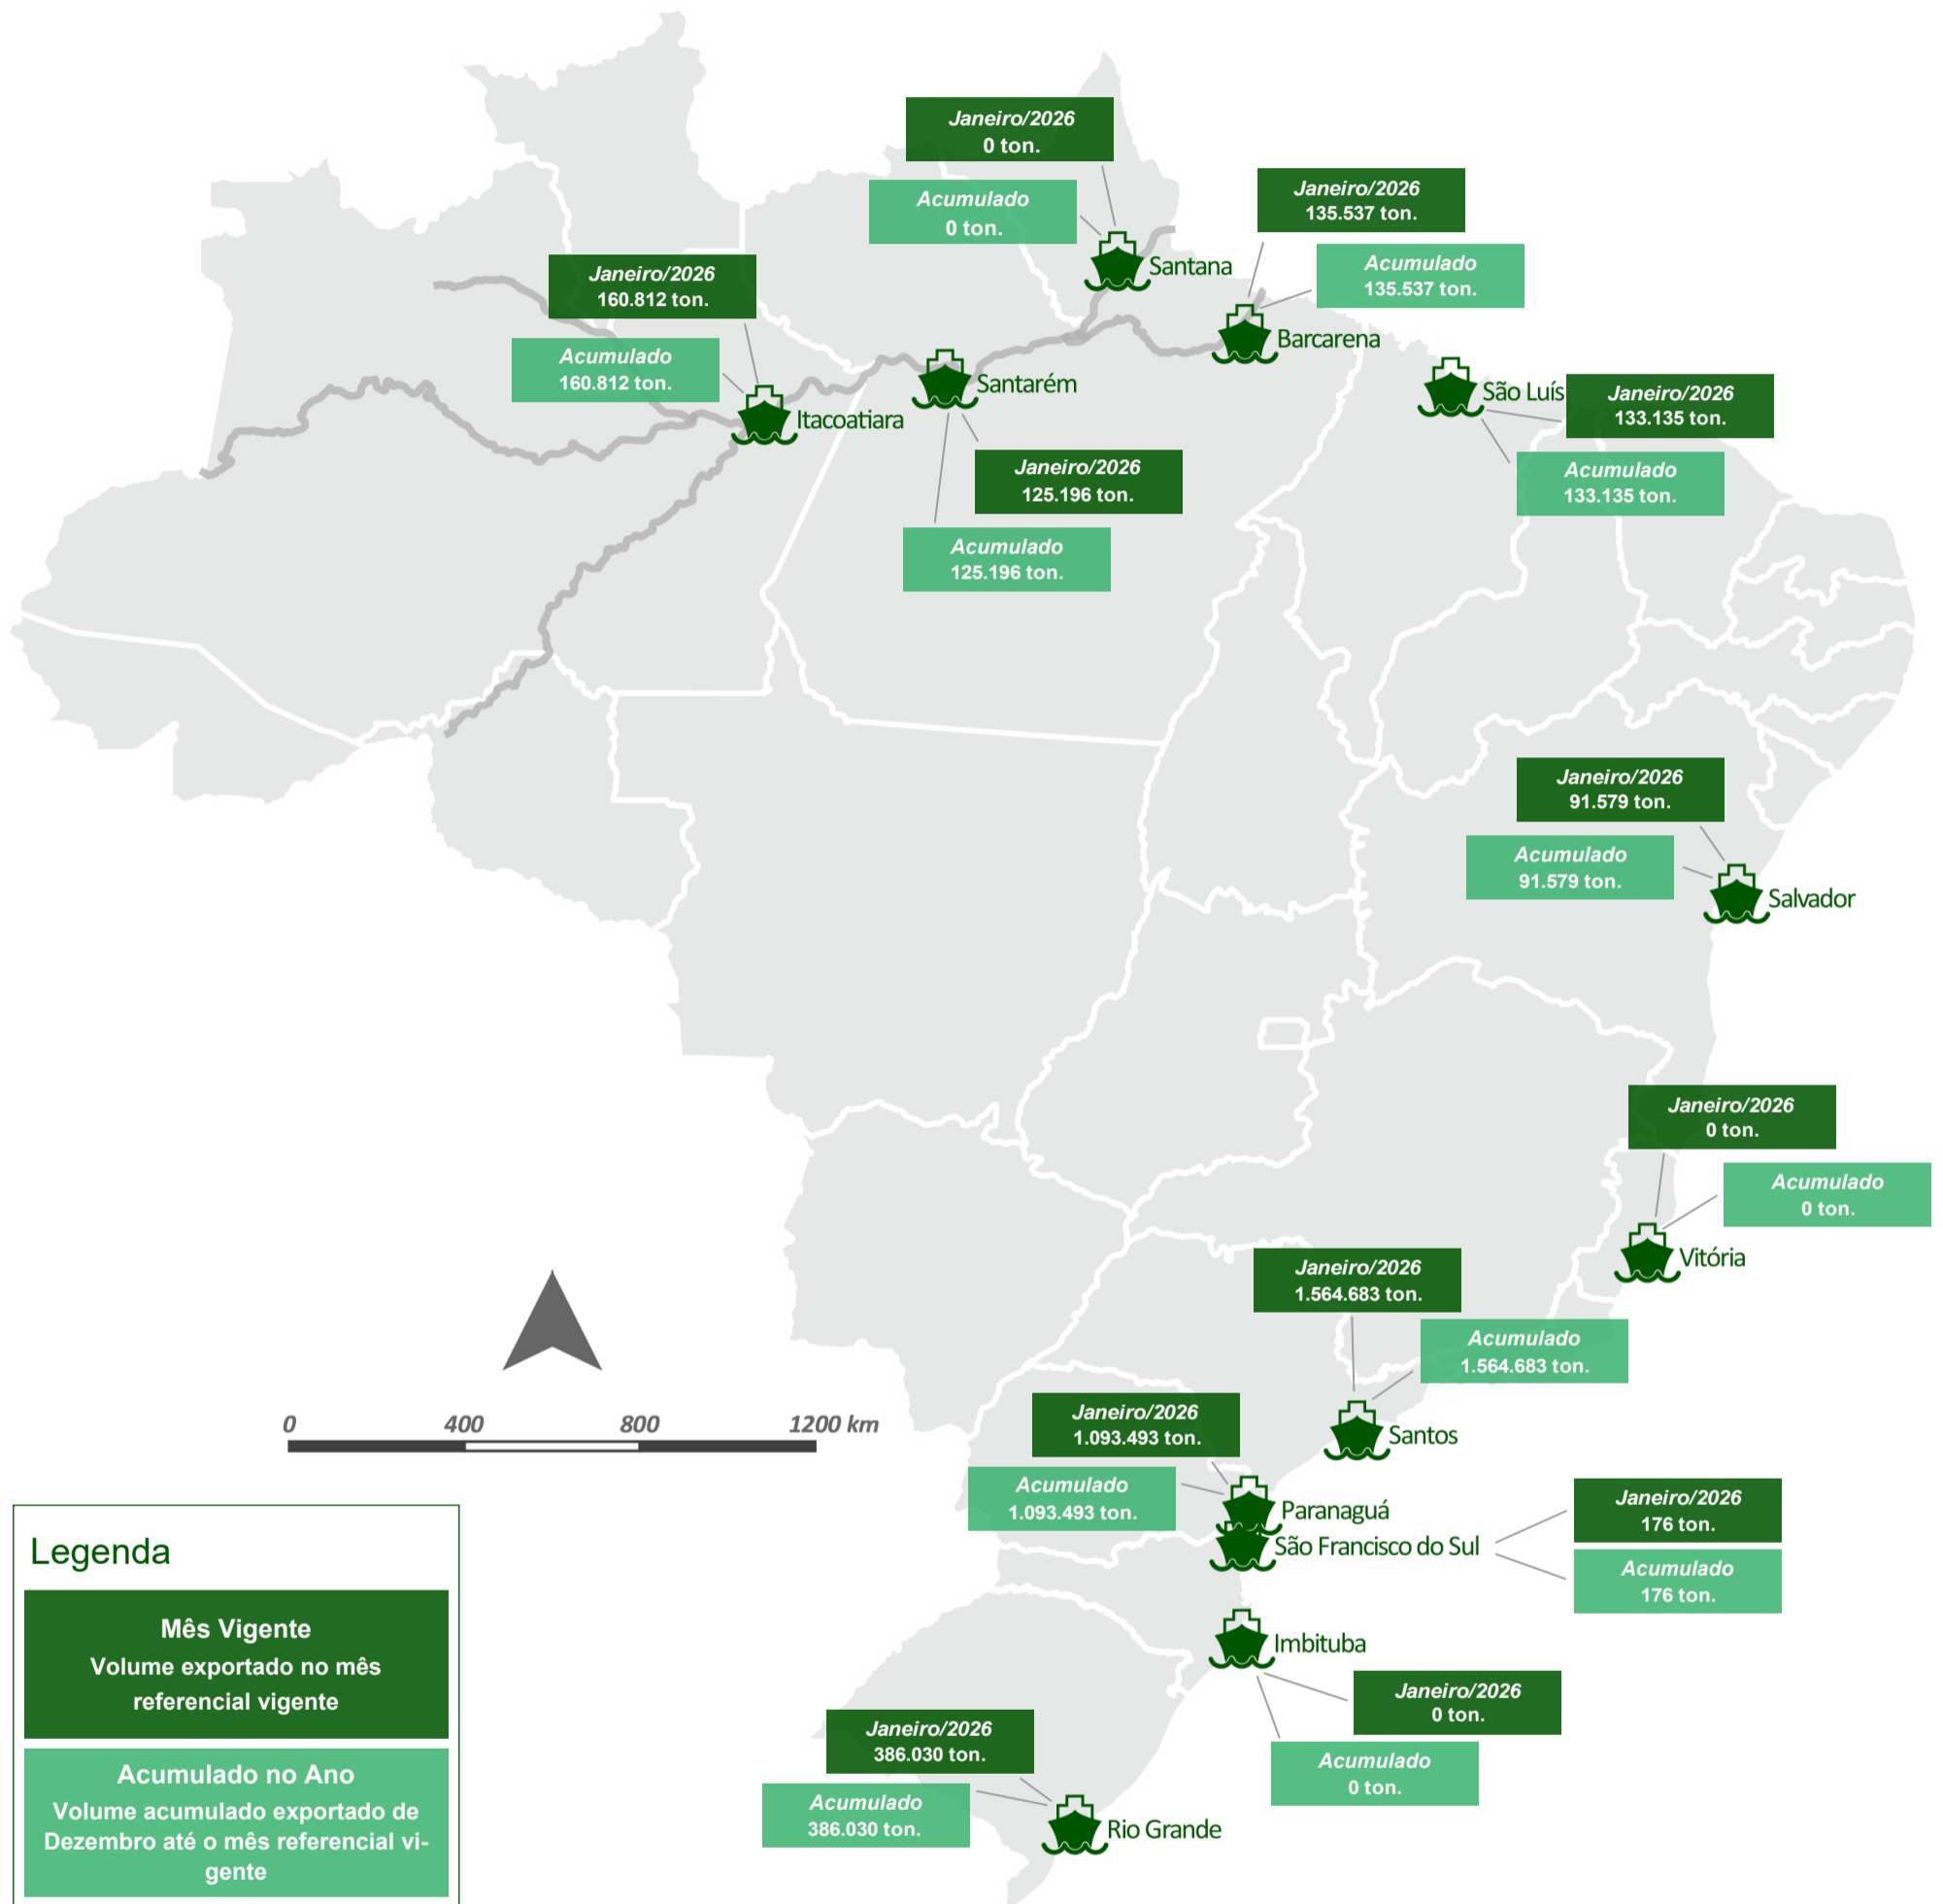 Janeiro/2026
0 ton.
Acumulado
0 ton.
Santana
Janeiro/2026
135.537 ton.
Acumulado
135.537 ton.
Barcarena
Janeiro/2026
160.812 ton.
Acumulado
160.812 ton.
Itacoatiara
Santarém
Janeiro/2026
125.196 ton.
Acumulado
125.196 ton.
São Luís
Janeiro/2026
133.135 ton.
Acumulado
133.135 ton.
Janeiro/2026
91.579 ton.
Acumulado
91.579 ton.
Salvador
Janeiro/2026
0 ton.
Acumulado
0 ton.
Vitória
Janeiro/2026
1.564.683 ton.
Acumulado
1.564.683 ton.
Santos
Janeiro/2026
1.093.493 ton.
Acumulado
1.093.493 ton.
Paranaguá
São Francisco do Sul
Janeiro/2026
176 ton.
Acumulado
176 ton.
Imbituba
Janeiro/2026
0 ton.
Acumulado
0 ton.
Janeiro/2026
386.030 ton.
Acumulado
386.030 ton.
Rio Grande
0 400 800 1200 km
Legenda
Mês Vigente
Volume exportado no mês
referencial vigente
Acumulado no Ano
Volume acumulado exportado de
Dezembro até o mês referencial vi-
gente